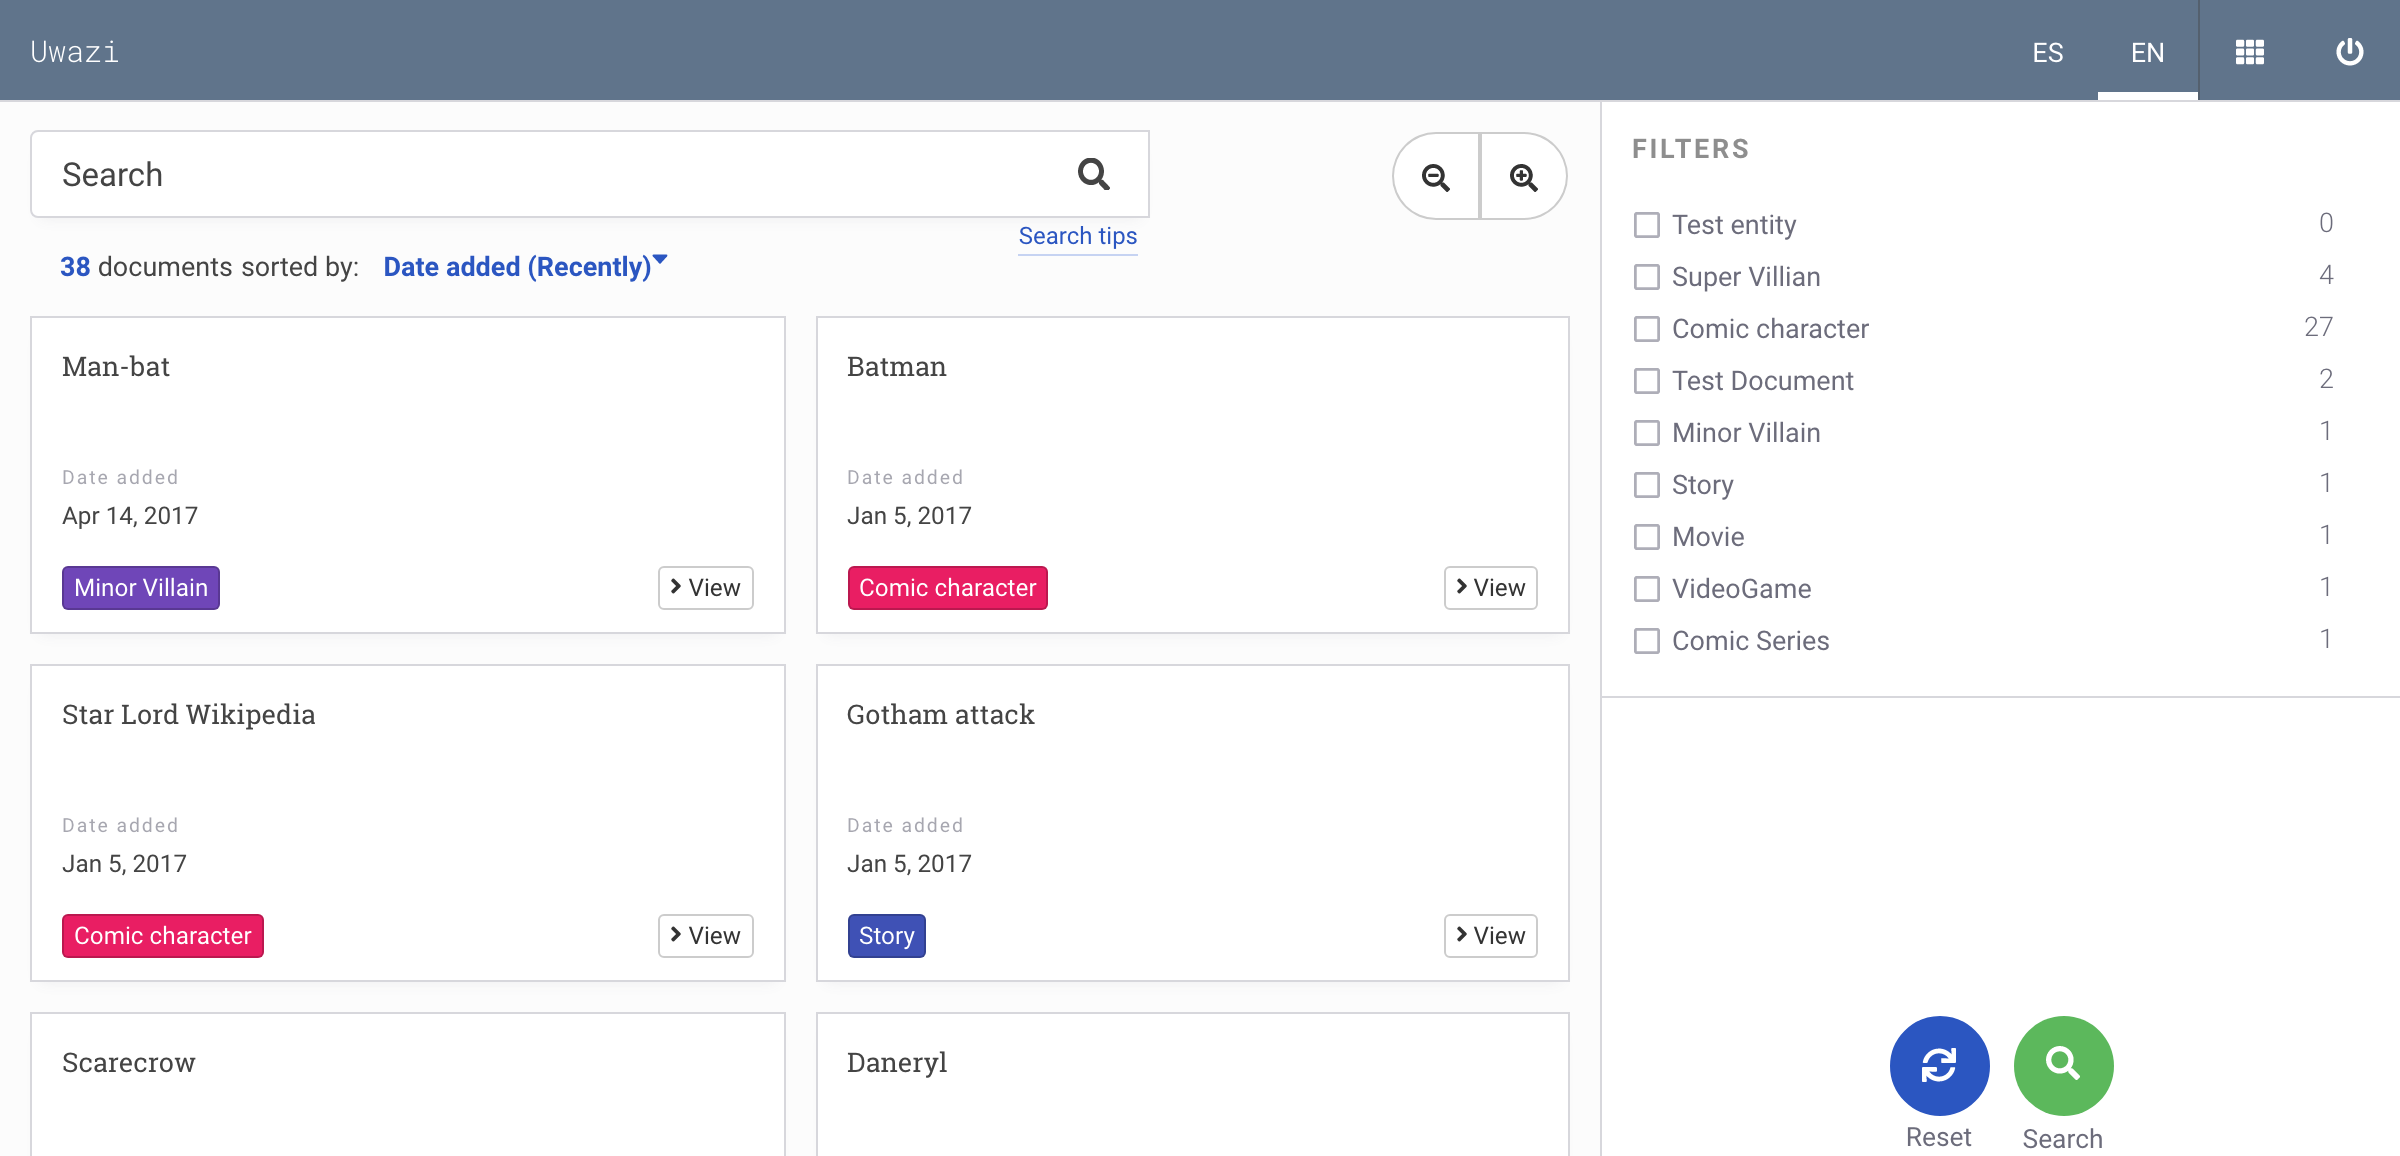 Uwazi
ES
EN
Search
Search tips
38 documents sorted by: Date added (Recently)
Man-bat
Date added
Apr 14, 2017
Minor Villain
View
Batman
Date added
Jan 5, 2017
Comic character
View
Star Lord Wikipedia
Date added
Jan 5, 2017
Comic character
View
Gotham attack
Date added
Jan 5, 2017
Story
View
Scarecrow
Daneryl
FILTERS
Test entity 0
Super Villian 4
Comic character 27
Test Document 2
Minor Villain 1
Story 1
Movie 1
VideoGame 1
Comic Series 1
Reset
Search